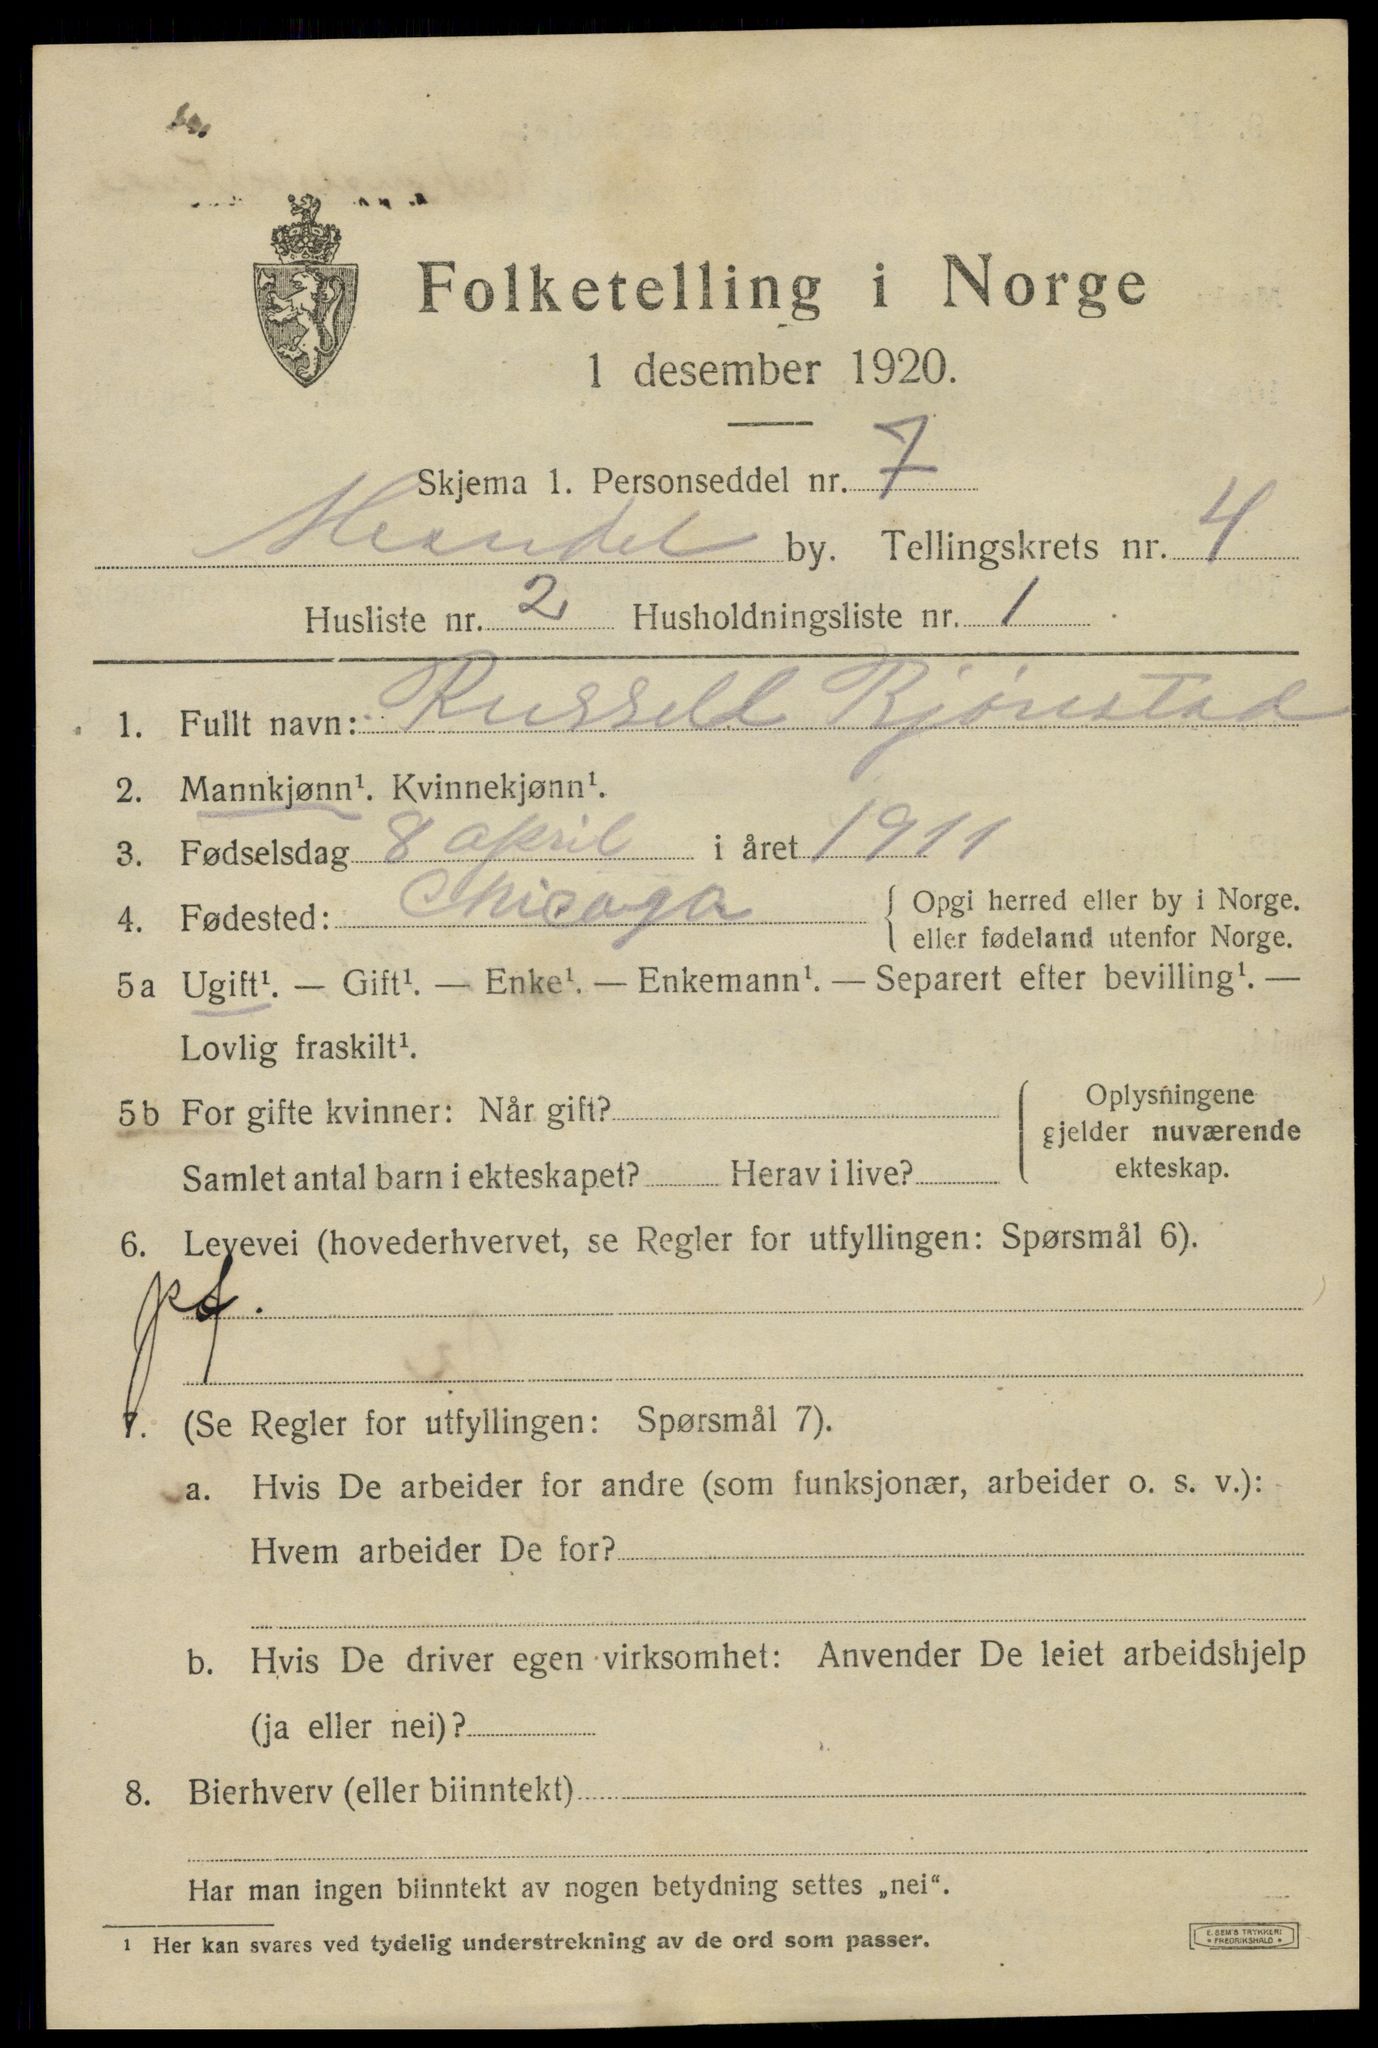 Folketelling i Norge
1 desember 1920.
Skjema 1. Personseddel nr. 7
Mandal by. Tellingskrets nr. 4
Husliste nr. 2 Husholdningsliste nr. 1
1. Fullt navn: Russeld Bjørnstad
2. Mannkjønn¹. Kvinnekjønn¹.
3. Fødselsdag 8 april i året 1911
4. Fødested: Chicago { Opgi herred eller by i Norge.
eller fødeland utenfor Norge.
5a Ugift¹. — Gift¹. — Enke¹. — Enkemann¹. — Separert efter bevilling¹. —
Lovlig fraskilt¹.
5b For gifte kvinner: Når gift? { Oplysningene
gjelder nuværende
Samlet antal barn i ekteskapet? Herav i live? ekteskap.
6. Levevei (hovederhvervet, se Regler for utfyllingen: Spørsmål 6).
7. (Se Regler for utfyllingen: Spørsmål 7).
a. Hvis De arbeider for andre (som funksjonær, arbeider o. s. v.):
Hvem arbeider De for?
b. Hvis De driver egen virksomhet: Anvender De leiet arbeidshjelp
(ja eller nei)?
8. Bierhverv (eller biinntekt)
Har man ingen biinntekt av nogen betydning settes „nei“.
¹ Her kan svares ved tydelig understrekning av de ord som passer.
E. SEM'S TRYKKERI
* FREDRIKSHALD *